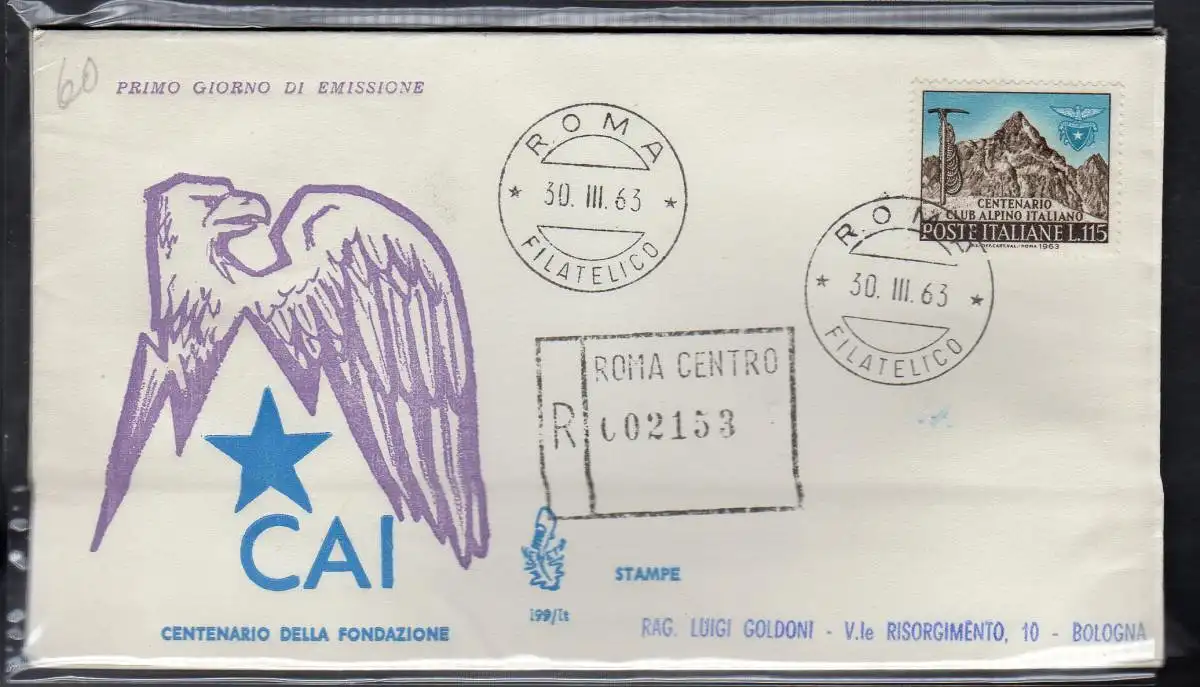 60
PRIMO GIORNO DI EMISSIONE
ROMA
30. III. 63
FILATELICO
CENTENARIO
CLUB ALPINO ITALIANO
POSTE ITALIANE L.115
1963
ROMA
30. III. 63
FILATELICO
ROMA CENTRO
R 002153
CAI
CENTENARIO DELLA FONDAZIONE
199/It
STAMPE
RAG. LUIGI GOLDONI - V.le RISORGIMENTO, 10 - BOLOGNA